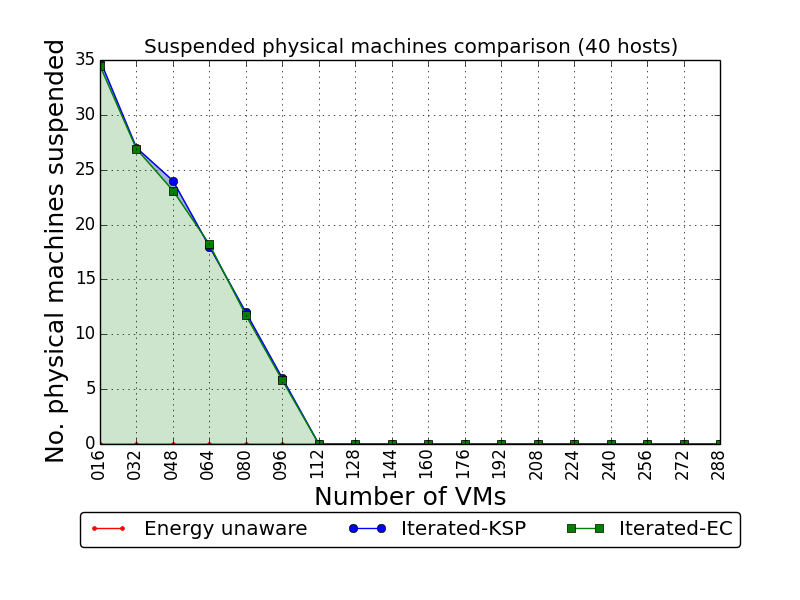 Suspended physical machines comparison (40 hosts)
No. physical machines suspended
35
30
25
20
15
10
5
0
016 032 048 064 080 096 112 128 144 160 176 192 208 224 240 256 272 288
Number of VMs
Energy unaware Iterated-KSP Iterated-EC